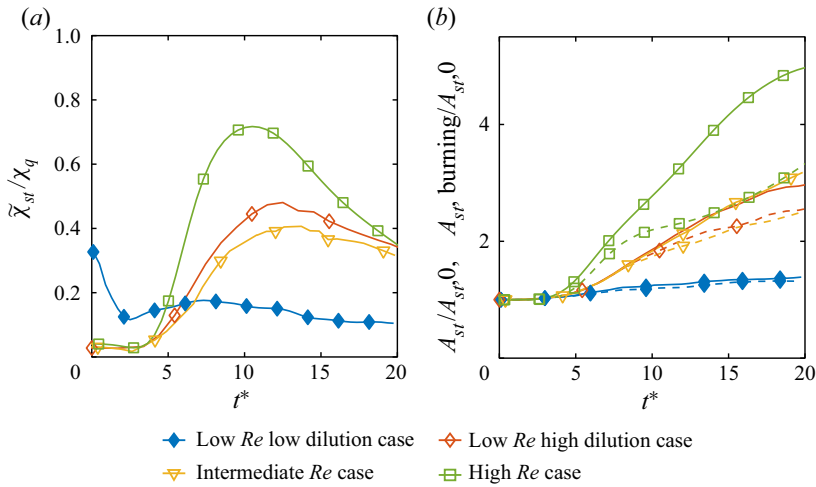 (a)
(b)
1.0
0.8
0.6
0.4
0.2
χ̃st/χq
0
5
10
15
20
t*
4
2
Ast/Ast,0, Ast, burning/Ast,0
0
5
10
15
20
t*
Low Re low dilution case
Low Re high dilution case
Intermediate Re case
High Re case